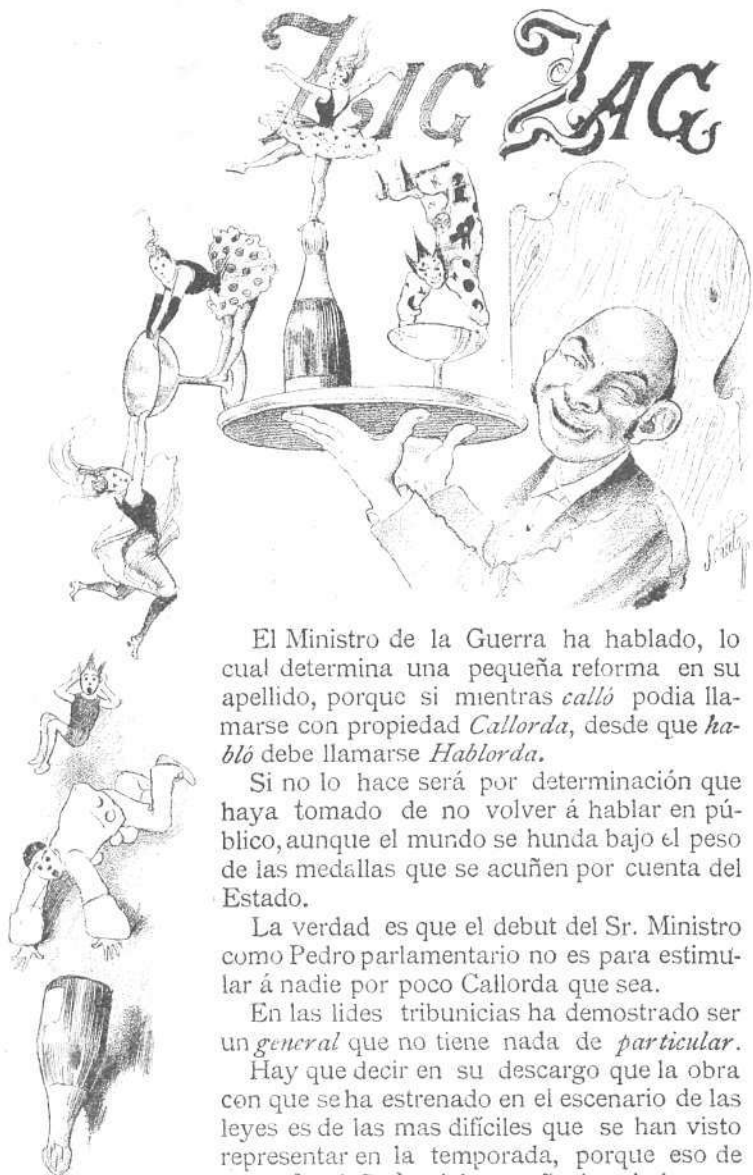 ZIG ZAG
Schütz
El Ministro de la Guerra ha hablado, lo
cual determina una pequeña reforma en su
apellido, porque si mientras calló podia lla-
marse con propiedad Callorda, desde que ha-
bló debe llamarse Hablorda.
Si no lo hace será por determinación que
haya tomado de no volver á hablar en pú-
blico, aunque el mundo se hunda bajo el peso
de las medallas que se acuñen por cuenta del
Estado.
La verdad es que el debut del Sr. Ministro
como Pedro parlamentario no es para estimu-
lar á nadie por poco Callorda que sea.
En las lides tribunicias ha demostrado ser
un general que no tiene nada de particular.
Hay que decir en su descargo que la obra
con que se ha estrenado en el escenario de las
leyes es de las mas difíciles que se han visto
representar en la temporada, porque eso de